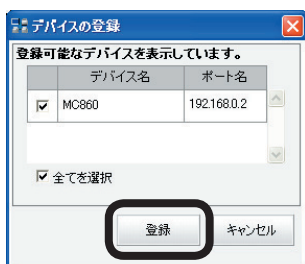 デバイスの登録
登録可能なデバイスを表示しています。
デバイス名 ポート名
MC860 192.168.0.2
全てを選択
登録 キャンセル